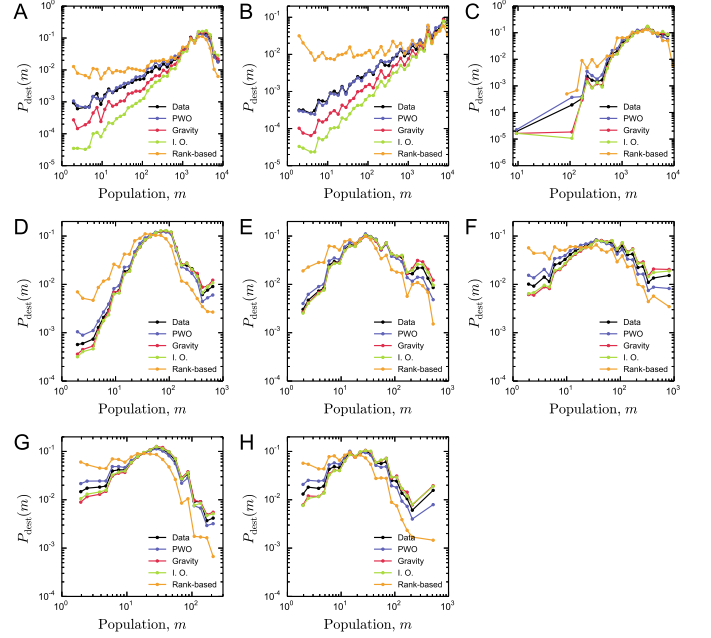 A
10^0
10^-1
10^-2
10^-3
10^-4
10^-5
P_dest(m)
Data
PWO
Gravity
I. O.
Rank-based
10^0 10^1 10^2 10^3 10^4
Population, m
B
10^0
10^-1
10^-2
10^-3
10^-4
10^-5
P_dest(m)
Data
PWO
Gravity
I. O.
Rank-based
10^0 10^1 10^2 10^3 10^4
Population, m
C
10^0
10^-1
10^-2
10^-3
10^-4
10^-5
10^-6
P_dest(m)
Data
PWO
Gravity
I. O.
Rank-based
10^1 10^2 10^3 10^4
Population, m
D
10^-1
10^-2
10^-3
10^-4
P_dest(m)
Data
PWO
Gravity
I. O.
Rank-based
10^0 10^1 10^2 10^3
Population, m
E
10^-1
10^-2
10^-3
10^-4
P_dest(m)
Data
PWO
Gravity
I. O.
Rank-based
10^0 10^1 10^2 10^3
Population, m
F
10^-1
10^-2
10^-3
10^-4
P_dest(m)
Data
PWO
Gravity
I. O.
Rank-based
10^0 10^1 10^2 10^3
Population, m
G
10^-1
10^-2
10^-3
10^-4
P_dest(m)
Data
PWO
Gravity
I. O.
Rank-based
10^0 10^1 10^2
Population, m
H
10^-1
10^-2
10^-3
10^-4
P_dest(m)
Data
PWO
Gravity
I. O.
Rank-based
10^0 10^1 10^2 10^3
Population, m